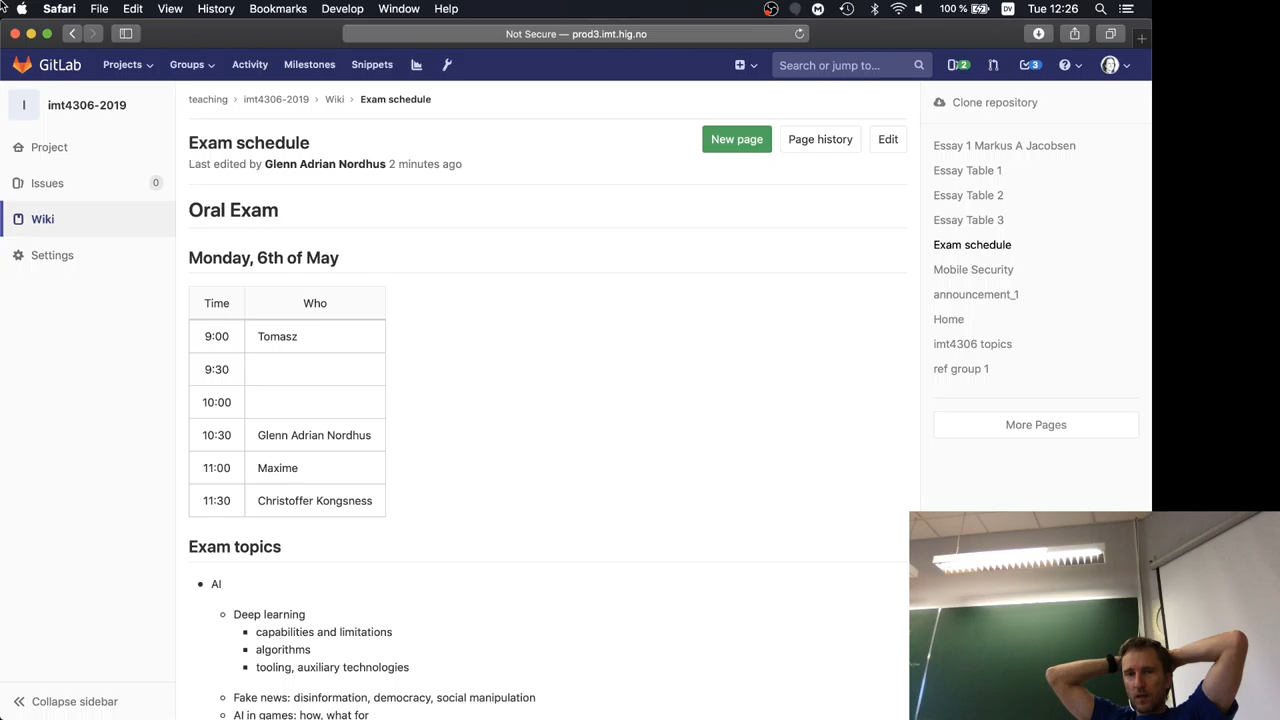 Safari File Edit View History Bookmarks Develop Window Help 100 % DV Tue 12:26
Not Secure — prod3.imt.hig.no
GitLab Projects Groups Activity Milestones Snippets Search or jump to... 2 3
I imt4306-2019
Project
Issues 0
Wiki
Settings
Collapse sidebar
teaching › imt4306-2019 › Wiki › Exam schedule
Exam schedule
New page Page history Edit
Last edited by Glenn Adrian Nordhus 2 minutes ago
Oral Exam
Monday, 6th of May
Time Who
9:00 Tomasz
9:30
10:00
10:30 Glenn Adrian Nordhus
11:00 Maxime
11:30 Christoffer Kongsness
Exam topics
AI
Deep learning
capabilities and limitations
algorithms
tooling, auxiliary technologies
Fake news: disinformation, democracy, social manipulation
AI in games: how, what for
Clone repository
Essay 1 Markus A Jacobsen
Essay Table 1
Essay Table 2
Essay Table 3
Exam schedule
Mobile Security
announcement_1
Home
imt4306 topics
ref group 1
More Pages